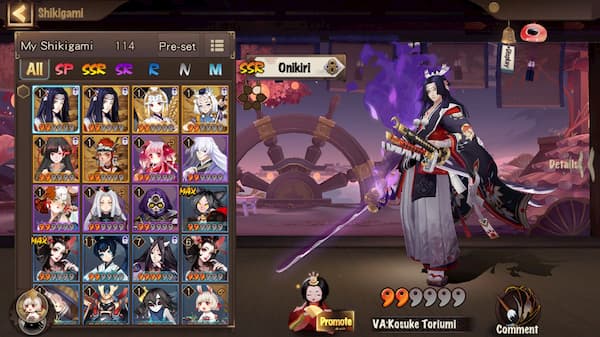 Shikigami
My Shikigami 114 Pre-set
All SP SSR SR R N M
SSR Onikiri
Display
Details
MAX
MAX
Promote
VA:Kosuke Toriumi
Comment